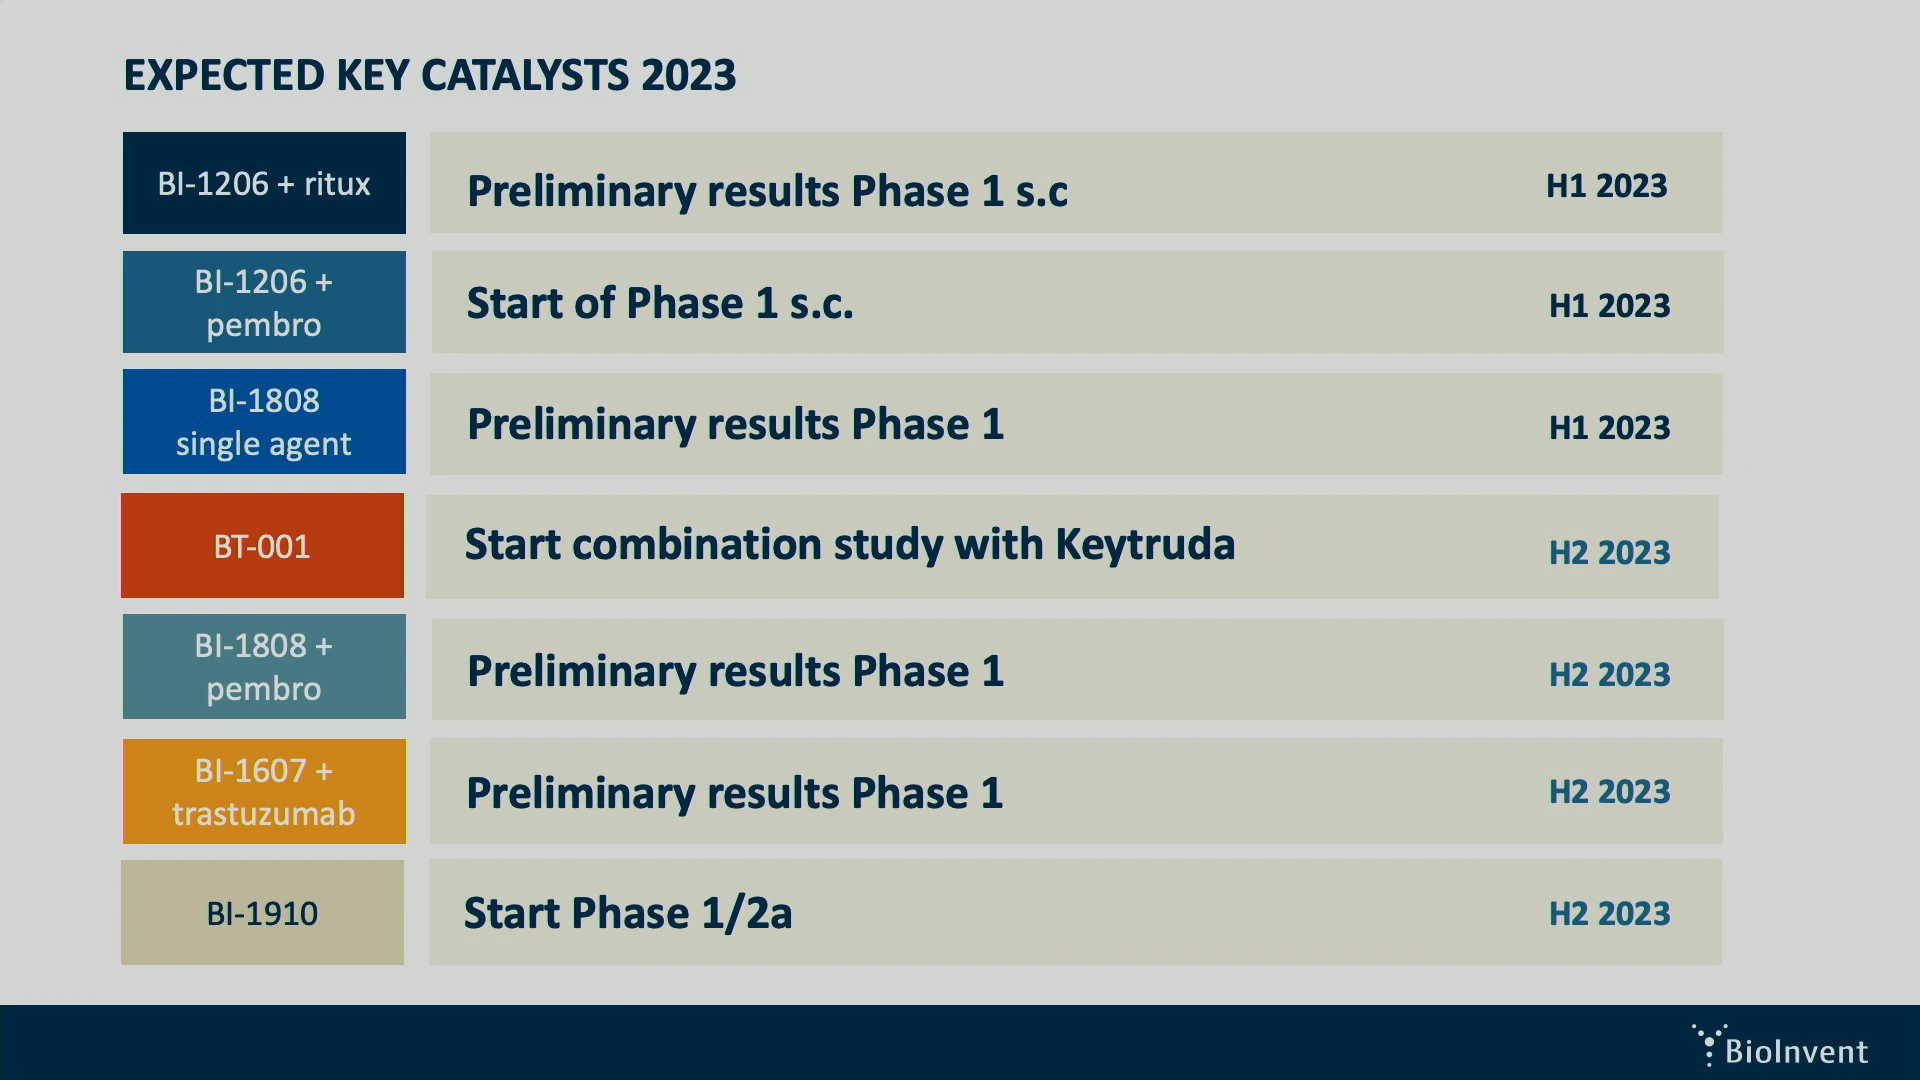 EXPECTED KEY CATALYSTS 2023
BI-1206 + ritux
Preliminary results Phase 1 s.c
H1 2023
BI-1206 +
pembro
Start of Phase 1 s.c.
H1 2023
BI-1808
single agent
Preliminary results Phase 1
H1 2023
BT-001
Start combination study with Keytruda
H2 2023
BI-1808 +
pembro
Preliminary results Phase 1
H2 2023
BI-1607 +
trastuzumab
Preliminary results Phase 1
H2 2023
BI-1910
Start Phase 1/2a
H2 2023
BioInvent